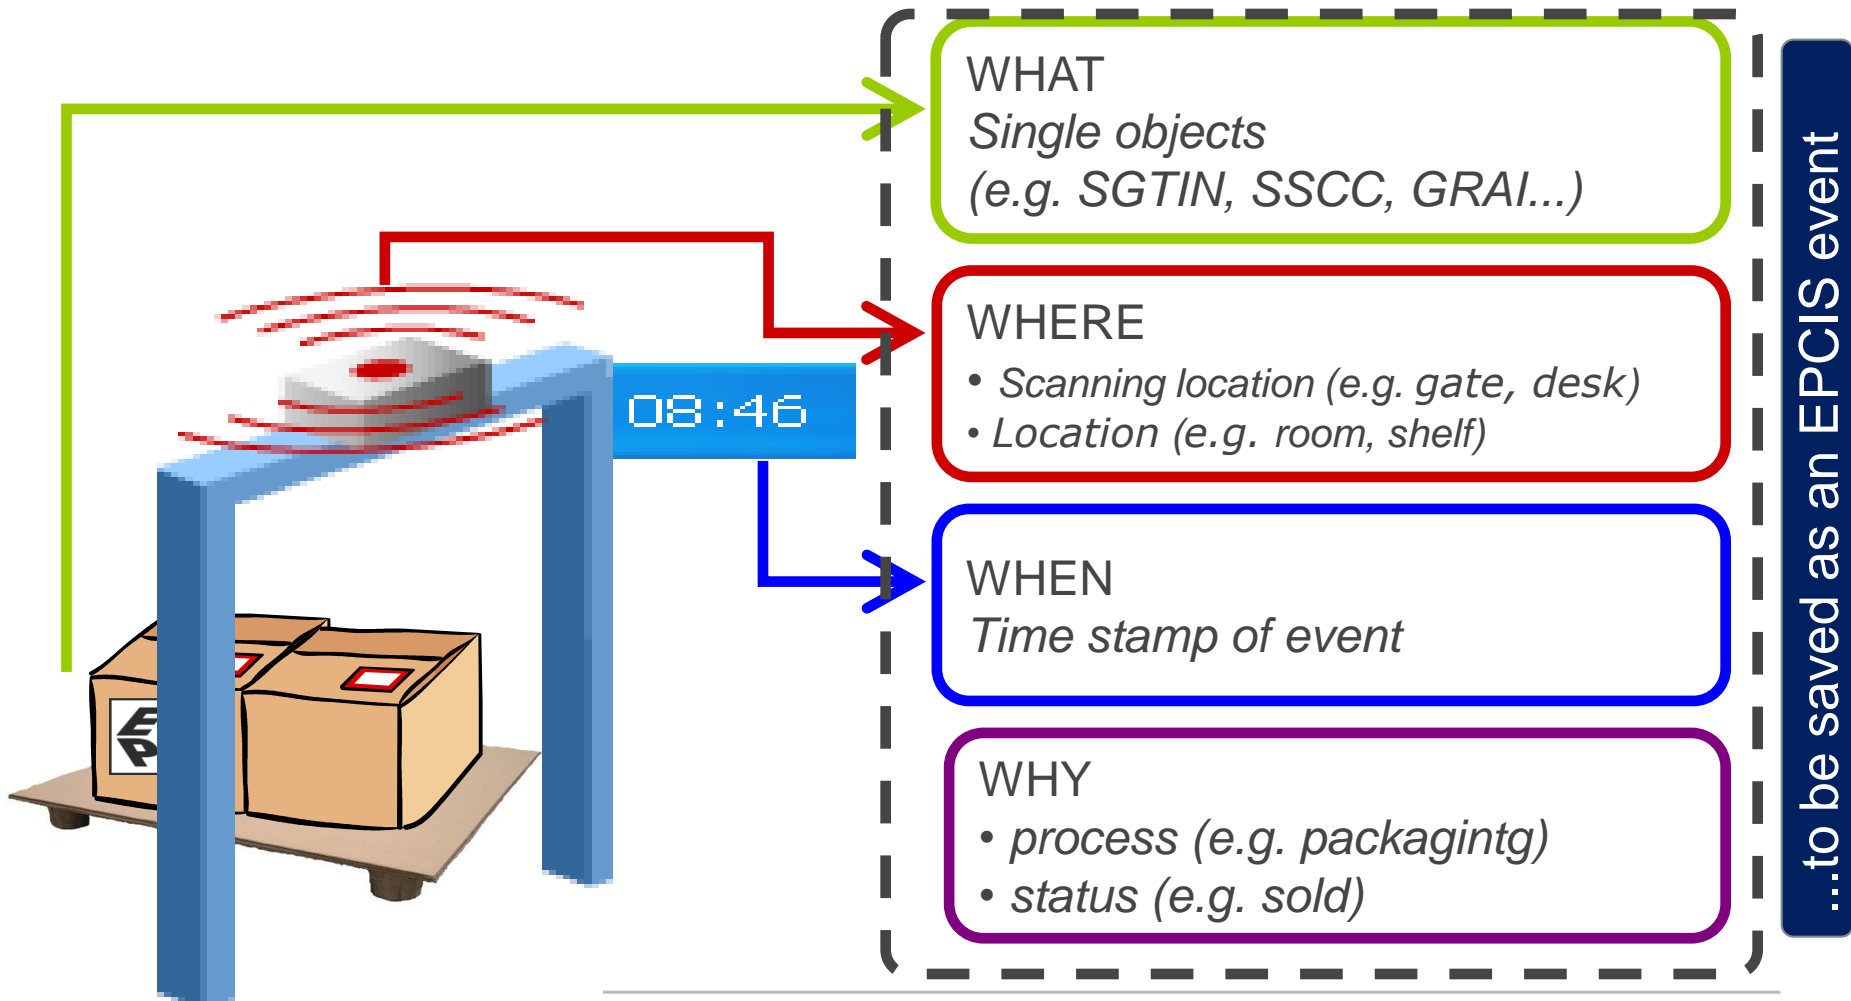 WHAT
Single objects
(e.g. SGTIN, SSCC, GRAI...)
WHERE
• Scanning location (e.g. gate, desk)
• Location (e.g. room, shelf)
08:46
WHEN
Time stamp of event
WHY
• process (e.g. packagintg)
• status (e.g. sold)
...to be saved as an EPCIS event